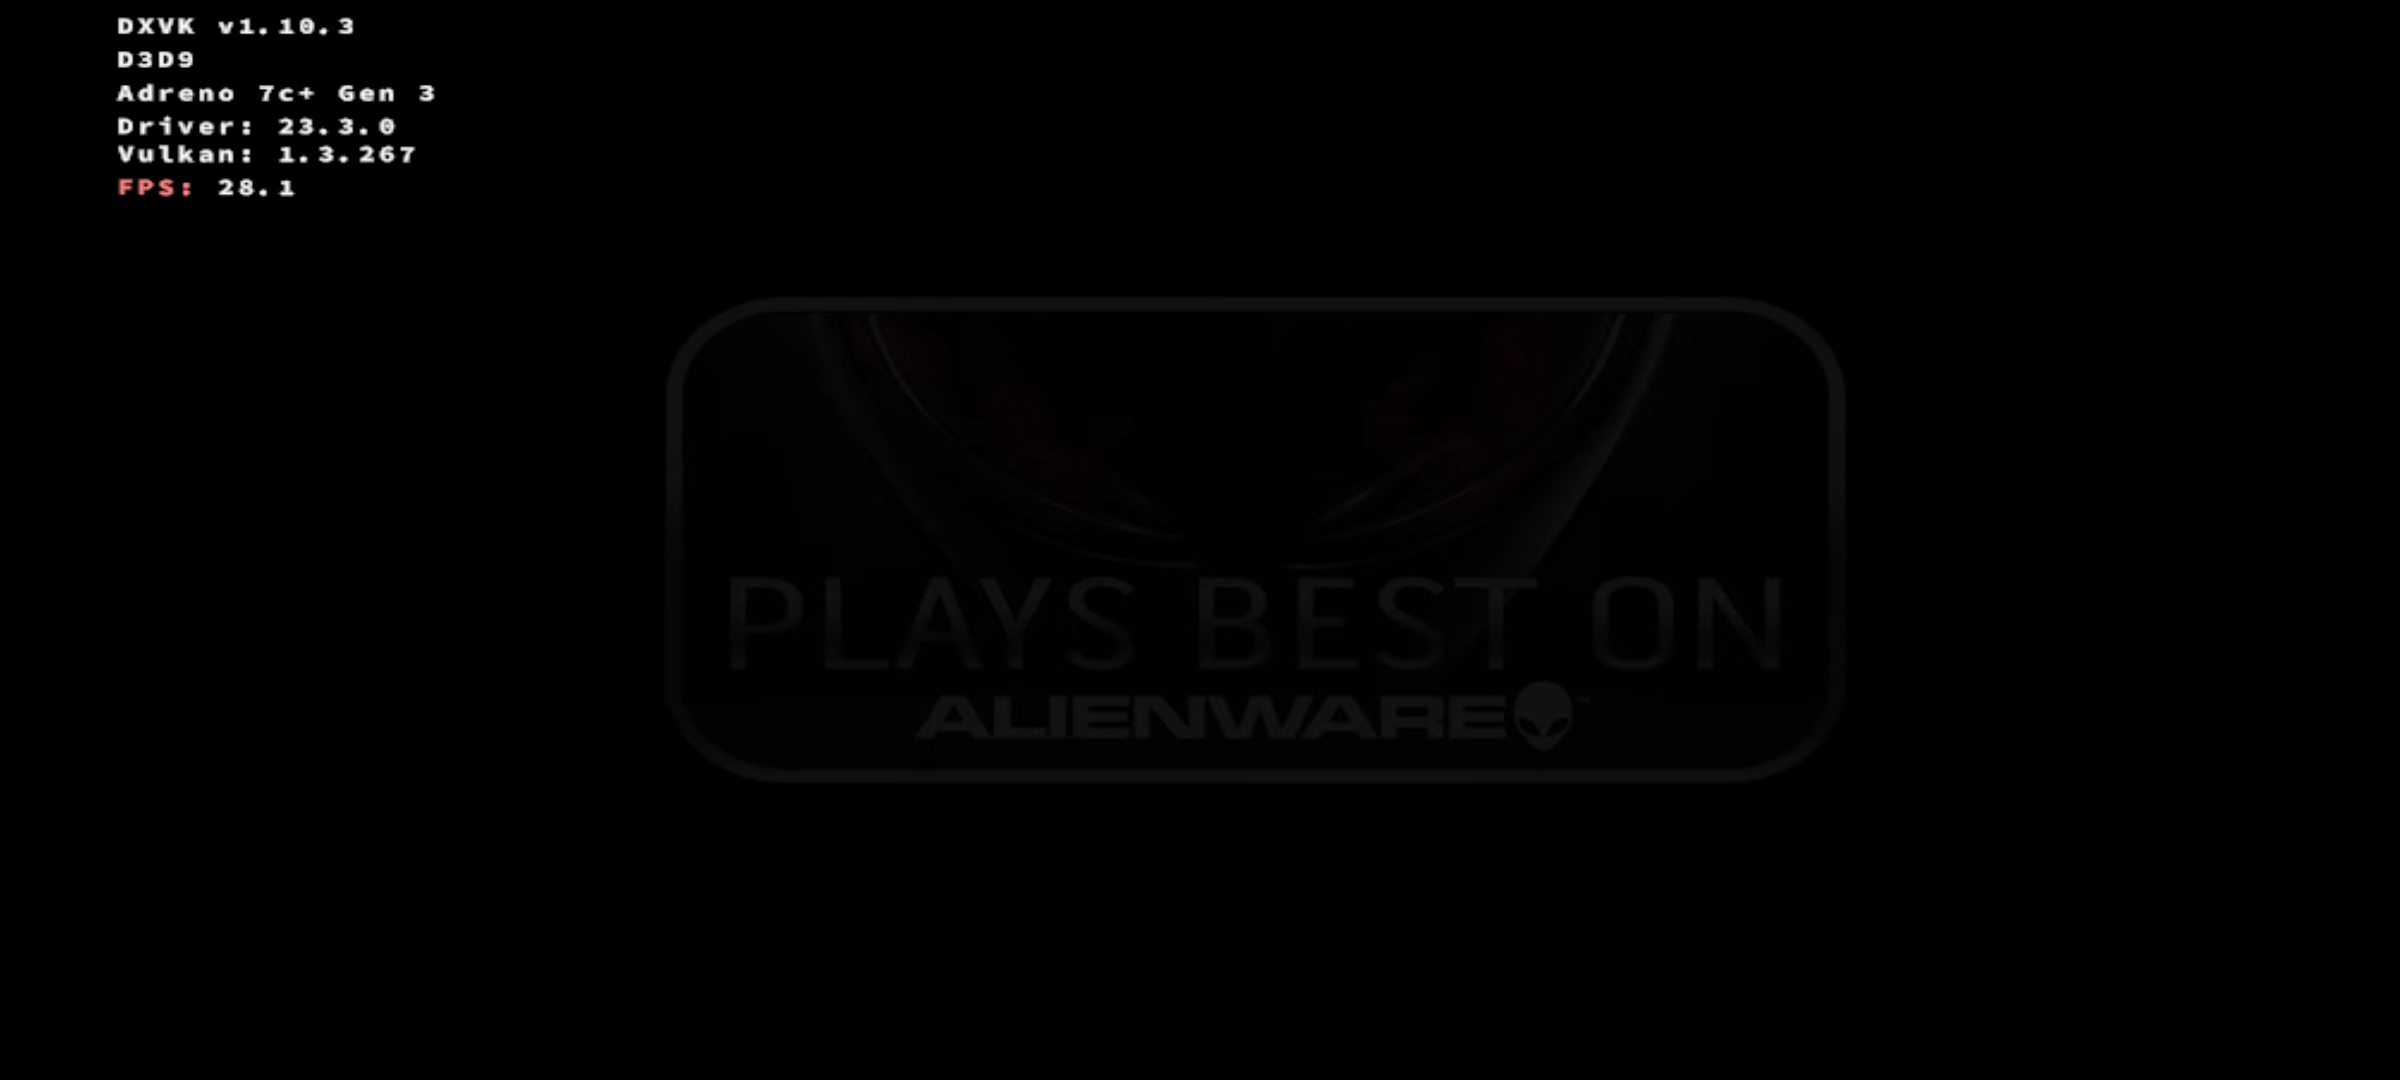 DXVK v1.10.3
D3D9
Adreno 7c+ Gen 3
Driver: 23.3.0
Vulkan: 1.3.267
FPS: 28.1
PLAYS BEST ON
ALIENWARE™